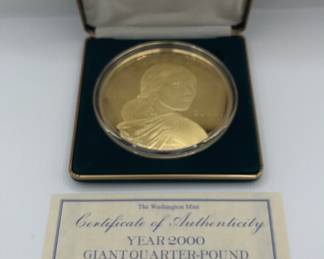 The Washington Mint
Certificate of Authenticity
YEAR 2000
GIANT QUARTER-POUND